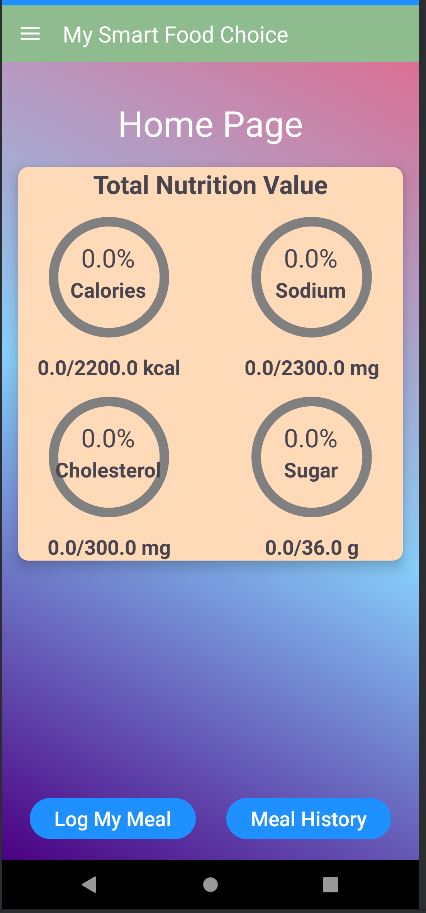 My Smart Food Choice
Home Page
Total Nutrition Value
0.0% 0.0%
Calories Sodium
0.0/2200.0 kcal 0.0/2300.0 mg
0.0% 0.0%
Cholesterol Sugar
0.0/300.0 mg 0.0/36.0 g
Log My Meal Meal History